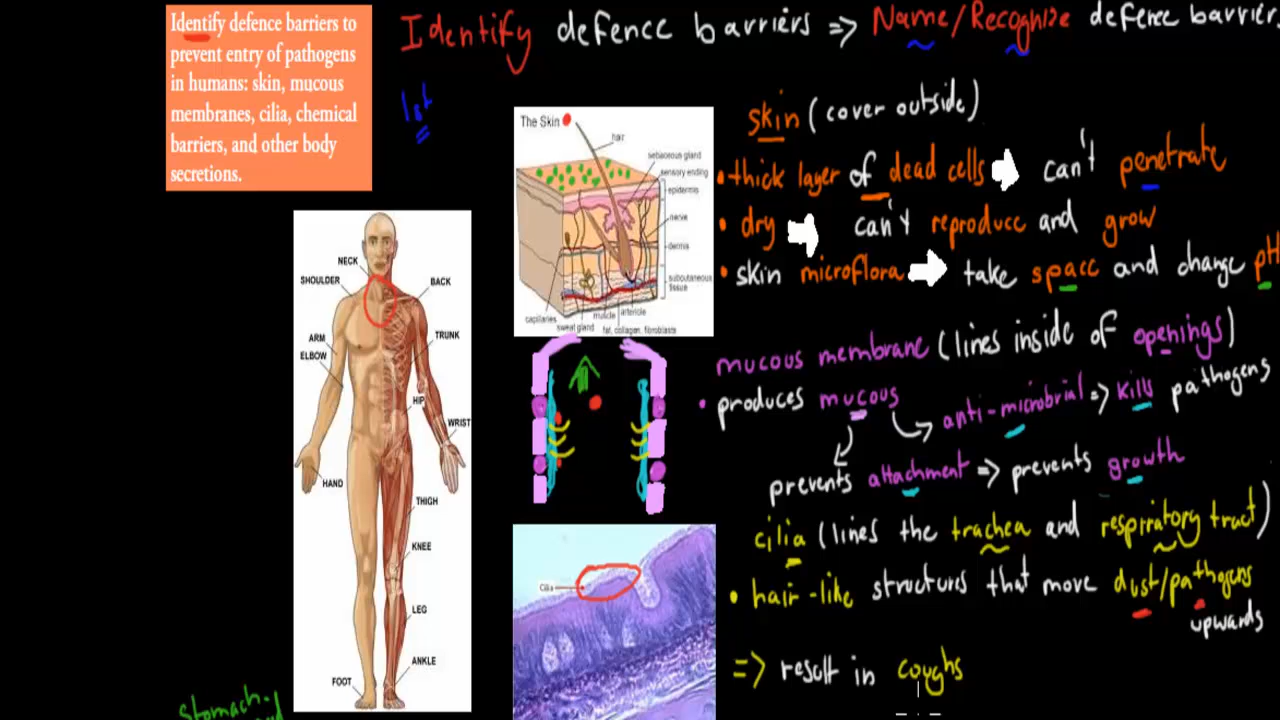 Identify defence barriers to
prevent entry of pathogens
in humans: skin, mucous
membranes, cilia, chemical
barriers, and other body
secretions.
Identify defence barriers => Name/Recognise defence barrier
1st
The Skin
hair
sebaceous gland
sensory ending
epidermis
nerve
dermis
subcutaneous
tissue
capillaries
sweat gland
muscle
arteriole
fat, collagen, fibroblasts
skin (cover outside)
• thick layer of dead cells can't penetrate
• dry can't reproduce and grow
• skin microflora take space and change pH
mucous membrane (lines inside of openings)
• produces mucous
anti-microbrial => kills pathogens
prevents attachment => prevents growth
cilia (lines the trachea and respiratory tract)
• hair-like structures that move dust/pathogens
upwards
=> result in coughs
NECK
SHOULDER
BACK
ARM
TRUNK
ELBOW
HIP
WRIST
HAND
THIGH
KNEE
LEG
ANKLE
FOOT
Cilia
Stomach